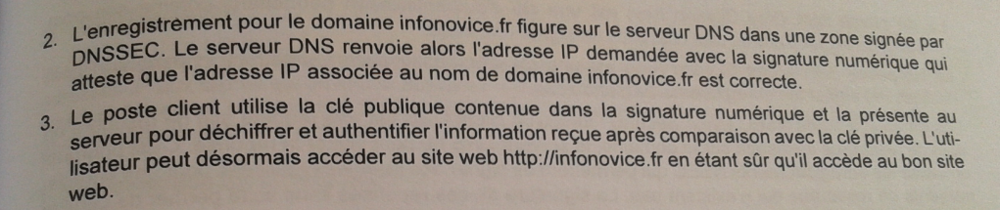 2. L'enregistrement pour le domaine infonovice.fr figure sur le serveur DNS dans une zone signée par
DNSSEC. Le serveur DNS renvoie alors l'adresse IP demandée avec la signature numérique qui
atteste que l'adresse IP associée au nom de domaine infonovice.fr est correcte.
3. Le poste client utilise la clé publique contenue dans la signature numérique et la présente au
serveur pour déchiffrer et authentifier l'information reçue après comparaison avec la clé privée. L'uti-
lisateur peut désormais accéder au site web http://infonovice.fr en étant sûr qu'il accède au bon site
web.